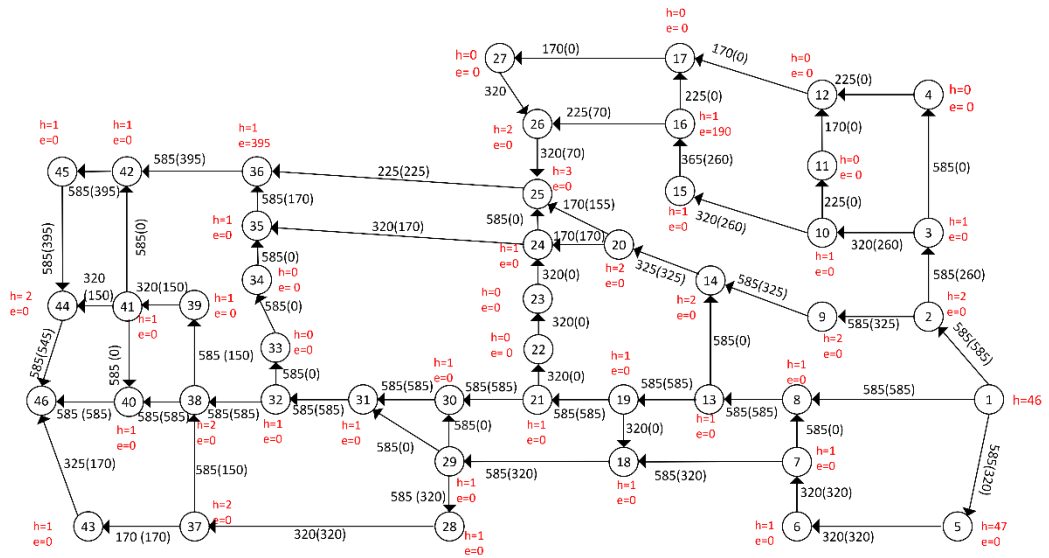 h=0
h=0
e= 0
27
170(0)
17
170(0)
h=0
e= 0
h=0
e= 0
320
225(0)
12
225(0)
4
h=0
e= 0
h=1
e=0
h=1
e=0
h=1
e=395
h=2
e=0
26
225(70)
16
h=1
e=190
170(0)
585(0)
45
585(395)
42
585(395)
36
225(225)
320(70)
h=3
e=0
365(260)
11
h=0
e= 0
25
15
h=1
e=0
225(0)
585(395)
585(0)
585(170)
170(155)
320(260)
h=1
e=0
35
320(170)
585(0)
h=1
e=0
24
170(170)
20
h=2
e=0
10
h=1
e=0
320(260)
3
h=1
e=0
585(0)
34
h=0
e= 0
320(0)
325(325)
14
h=2
e=0
585(325)
585(260)
h= 2
e=0
44
320
(150)
41
320(150)
39
h=1
e= 0
h=1
e=0
h=0
e= 0
23
9
h=2
e=0
585(325)
2
h=2
e=0
585(0)
33
h=0
e= 0
320(0)
h=0
e= 0
22
585(545)
585 (0)
585 (150)
585(0)
320(0)
585(0)
585(585)
46
585 (585)
40
h=1
e=0
585(585)
38
h=2
e=0
585(585)
32
h=1
e=0
585(585)
31
h=1
e=0
585(585)
30
h=1
e=0
585(585)
21
h=1
e=0
585(585)
19
h=1
e=0
585(585)
13
h=1
e=0
585(585)
8
h=1
e=0
585(585)
1
h=46
325(170)
585(150)
585(0)
585(0)
320(0)
585(0)
585(320)
29
h=1
e=0
585(320)
18
h=1
e=0
585(320)
7
h=1
e=0
585 (320)
320(320)
h=1
e=0
43
170 (170)
37
h=2
e=0
320(320)
28
h=1
e=0
h=1
e=0
6
320(320)
5
h=47
e=0